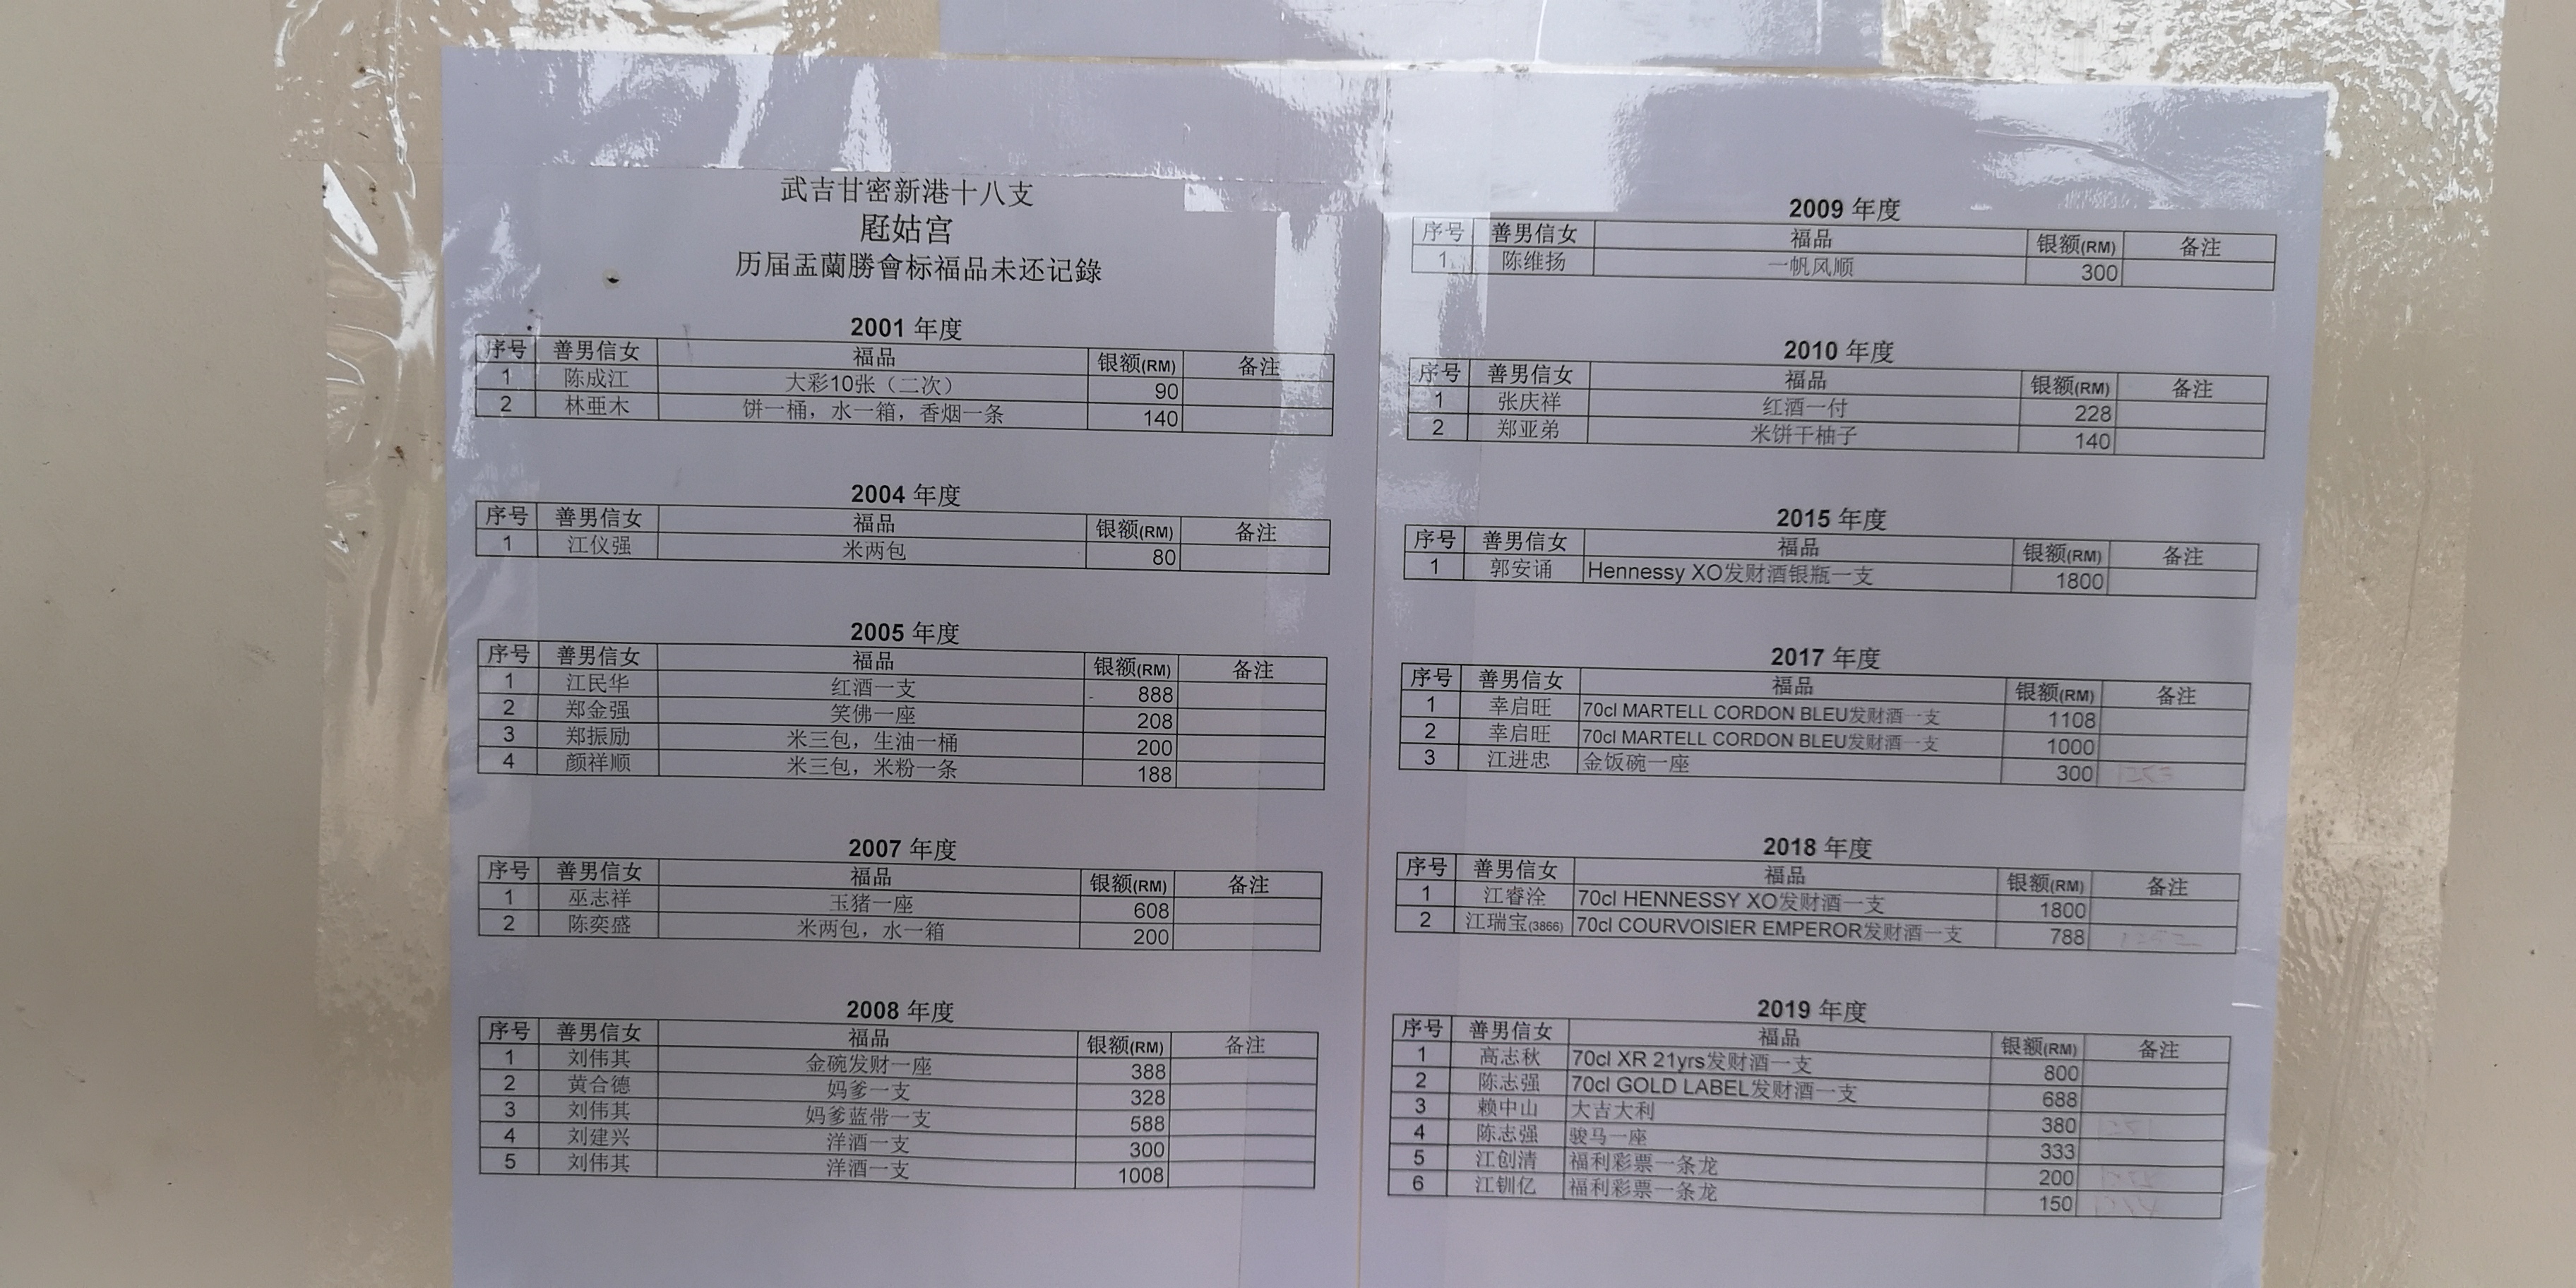 武吉甘密新港十八支
屘姑宫
历届盂蘭勝會标福品未还记錄
2001 年度
序号 善男信女 福品 银额(RM) 备注
1 陈成江 大彩10张（二次） 90
2 林亜木 饼一桶，水一箱，香烟一条 140
2004 年度
序号 善男信女 福品 银额(RM) 备注
1 江仪强 米两包 80
2005 年度
序号 善男信女 福品 银额(RM) 备注
1 江民华 红酒一支 888
2 郑金强 笑佛一座 208
3 郑振励 米三包，生油一桶 200
4 颜祥顺 米三包，米粉一条 188
2007 年度
序号 善男信女 福品 银额(RM) 备注
1 巫志祥 玉猪一座 608
2 陈奕盛 米两包，水一箱 200
2008 年度
序号 善男信女 福品 银额(RM) 备注
1 刘伟其 金碗发财一座 388
2 黄合德 妈爹一支 328
3 刘伟其 妈爹蓝带一支 588
4 刘建兴 洋酒一支 300
5 刘伟其 洋酒一支 1008
2009 年度
序号 善男信女 福品 银额(RM) 备注
1 陈维扬 一帆风顺 300
2010 年度
序号 善男信女 福品 银额(RM) 备注
1 张庆祥 红酒一付 228
2 郑亚弟 米饼干柚子 140
2015 年度
序号 善男信女 福品 银额(RM) 备注
1 郭安诵 Hennessy XO发财酒银瓶一支 1800
2017 年度
序号 善男信女 福品 银额(RM) 备注
1 幸启旺 70cl MARTELL CORDON BLEU发财酒一支 1108
2 幸启旺 70cl MARTELL CORDON BLEU发财酒一支 1000
3 江进忠 金饭碗一座 300
2018 年度
序号 善男信女 福品 银额(RM) 备注
1 江睿洤 70cl HENNESSY XO发财酒一支 1800
2 江瑞宝(3866) 70cl COURVOISIER EMPEROR发财酒一支 788
2019 年度
序号 善男信女 福品 银额(RM) 备注
1 高志秋 70cl XR 21yrs发财酒一支 800
2 陈志强 70cl GOLD LABEL发财酒一支 688
3 赖中山 大吉大利 380
4 陈志强 骏马一座 333
5 江创清 福利彩票一条龙 200
6 江钏亿 福利彩票一条龙 150